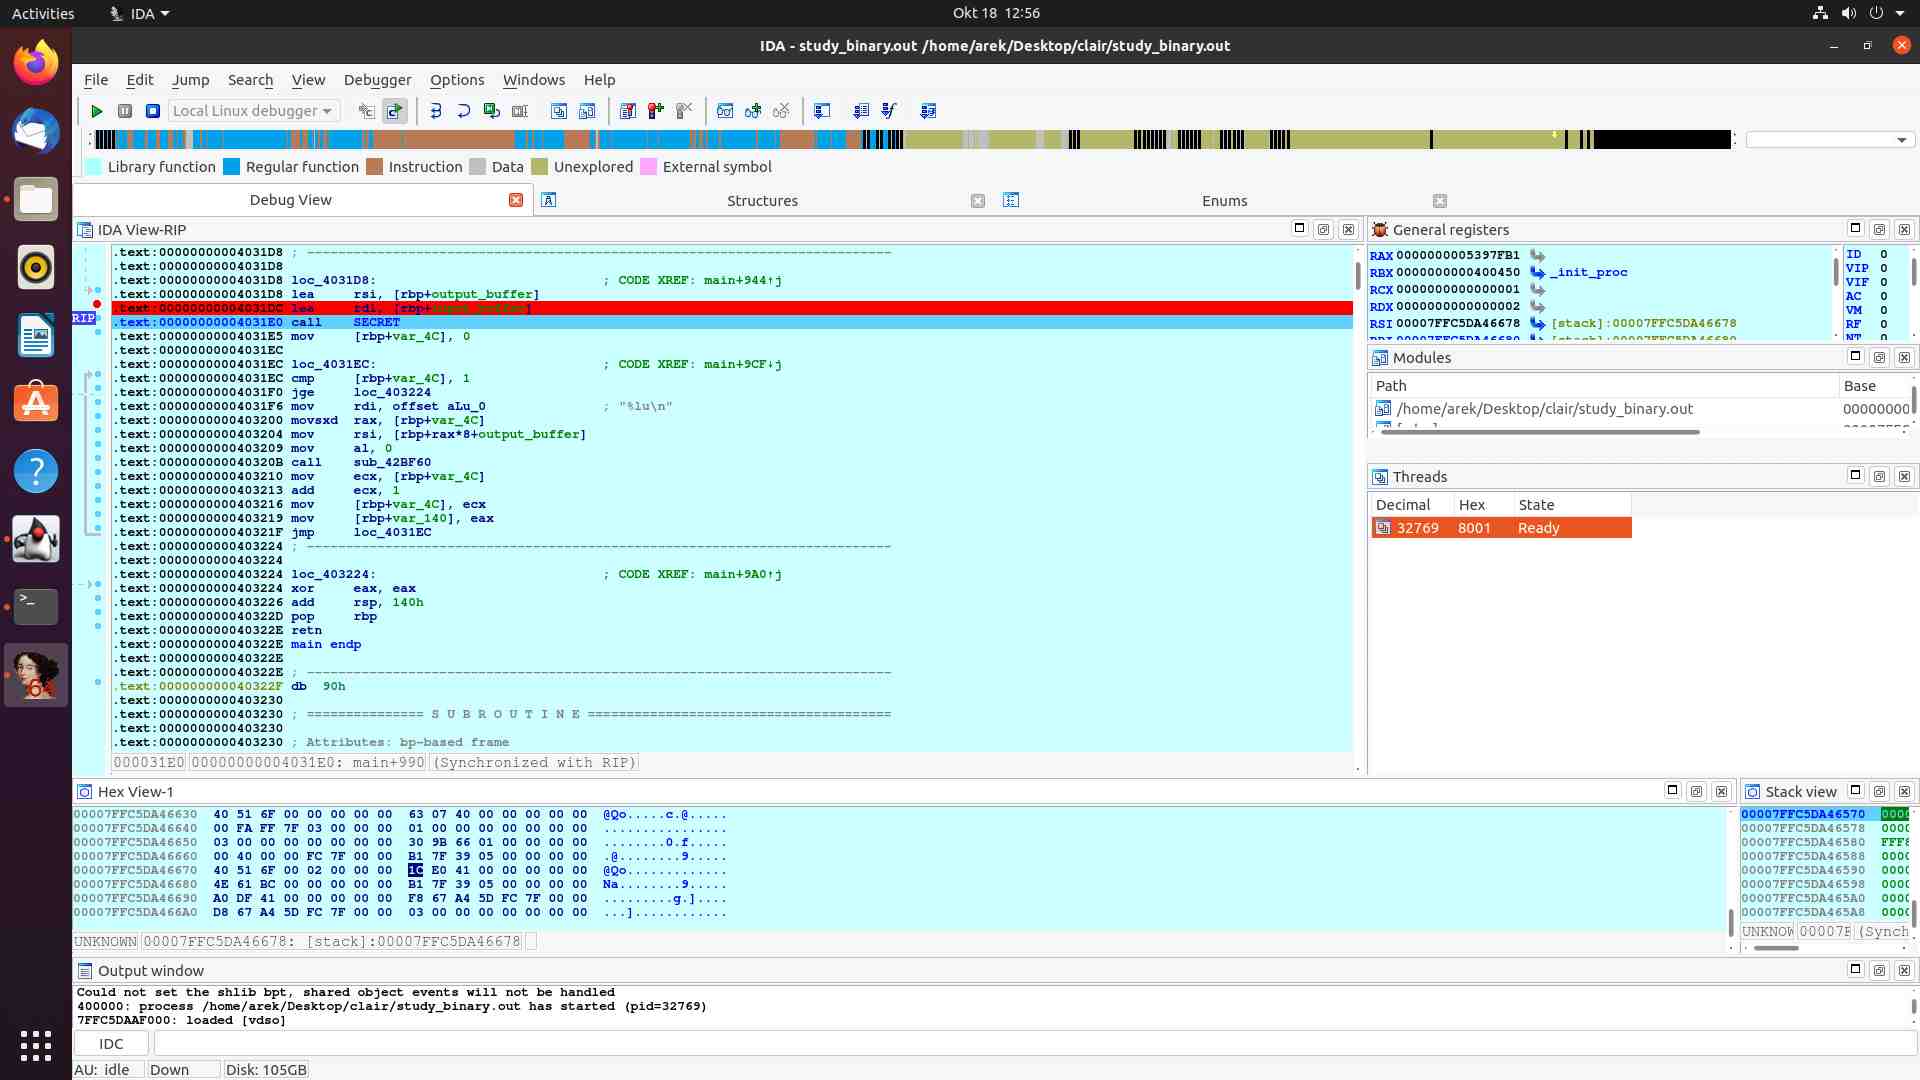 Activities
IDA
Okt 18 12:56
IDA - study_binary.out /home/arek/Desktop/clair/study_binary.out
File Edit Jump Search View Debugger Options Windows Help
Local Linux debugger
Library function Regular function Instruction Data Unexplored External symbol
Debug View
Structures
Enums
IDA View-RIP
.text:00000000004031D8 ; ---------------------------------------------------------------------------
.text:00000000004031D8
.text:00000000004031D8 loc_4031D8: ; CODE XREF: main+944↑j
.text:00000000004031D8 lea rsi, [rbp+output_buffer]
.text:00000000004031DC lea rdi, [rbp+input_buffer]
RIP
.text:00000000004031E0 call SECRET
.text:00000000004031E5 mov [rbp+var_4C], 0
.text:00000000004031EC
.text:00000000004031EC loc_4031EC: ; CODE XREF: main+9CF↓j
.text:00000000004031EC cmp [rbp+var_4C], 1
.text:00000000004031F0 jge loc_403224
.text:00000000004031F6 mov rdi, offset aLu_0 ; "%lu\n"
.text:0000000000403200 movsxd rax, [rbp+var_4C]
.text:0000000000403204 mov rsi, [rbp+rax*8+output_buffer]
.text:0000000000403209 mov al, 0
.text:000000000040320B call sub_42BF60
.text:0000000000403210 mov ecx, [rbp+var_4C]
.text:0000000000403213 add ecx, 1
.text:0000000000403216 mov [rbp+var_4C], ecx
.text:0000000000403219 mov [rbp+var_140], eax
.text:000000000040321F jmp loc_4031EC
.text:0000000000403224 ; ---------------------------------------------------------------------------
.text:0000000000403224
.text:0000000000403224 loc_403224: ; CODE XREF: main+9A0↑j
.text:0000000000403224 xor eax, eax
.text:0000000000403226 add rsp, 140h
.text:000000000040322D pop rbp
.text:000000000040322E retn
.text:000000000040322E main endp
.text:000000000040322E
.text:000000000040322E ; ---------------------------------------------------------------------------
.text:000000000040322F db 90h
.text:0000000000403230
.text:0000000000403230 ; =============== S U B R O U T I N E =======================================
.text:0000000000403230
.text:0000000000403230 ; Attributes: bp-based frame
000031E0 00000000004031E0: main+990 (Synchronized with RIP)
General registers
RAX 0000000005397FB1
RBX 0000000000400450 _init_proc
RCX 0000000000000001
RDX 0000000000000002
RSI 00007FFC5DA46678 [stack]:00007FFC5DA46678
ID 0
VIP 0
VIF 0
AC 0
VM 0
RF 0
Modules
Path Base
/home/arek/Desktop/clair/study_binary.out 00000000
Threads
Decimal Hex State
32769 8001 Ready
Hex View-1
00007FFC5DA46630 40 51 6F 00 00 00 00 00 63 07 40 00 00 00 00 00 @Qo.....c.@.....
00007FFC5DA46640 00 FA FF 7F 03 00 00 00 01 00 00 00 00 00 00 00 ................
00007FFC5DA46650 03 00 00 00 00 00 00 00 30 9B 66 01 00 00 00 00 ........0.f.....
00007FFC5DA46660 00 40 00 00 FC 7F 00 00 B1 7F 39 05 00 00 00 00 .@........9.....
00007FFC5DA46670 40 51 6F 00 02 00 00 00 1C E0 41 00 00 00 00 00 @Qo.............
00007FFC5DA46680 4E 61 BC 00 00 00 00 00 B1 7F 39 05 00 00 00 00 Na........9.....
00007FFC5DA46690 A0 DF 41 00 00 00 00 00 F8 67 A4 5D FC 7F 00 00 .........g.]....
00007FFC5DA466A0 D8 67 A4 5D FC 7F 00 00 03 00 00 00 00 00 00 00 ...]............
UNKNOWN 00007FFC5DA46678: [stack]:00007FFC5DA46678
Stack view
00007FFC5DA46570 0000
00007FFC5DA46578 0000
00007FFC5DA46580 FFF8
00007FFC5DA46588 0000
00007FFC5DA46590 0000
00007FFC5DA46598 0000
00007FFC5DA465A0 0000
00007FFC5DA465A8 0000
UNKNOW 00007F (Synch
Output window
Could not set the shlib bpt, shared object events will not be handled
400000: process /home/arek/Desktop/clair/study_binary.out has started (pid=32769)
7FFC5DAAF000: loaded [vdso]
IDC
AU: idle Down Disk: 105GB